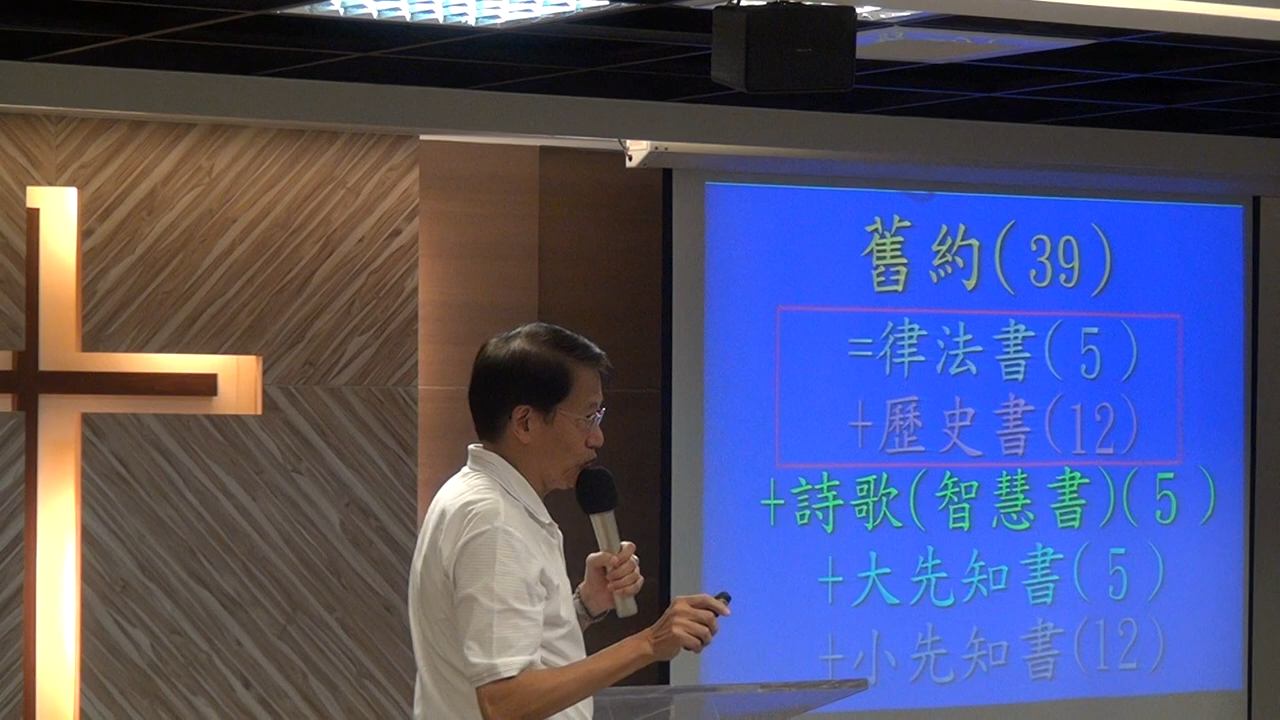 舊約(39)
=律法書(5)
+歷史書(12)
+詩歌(智慧書)(5)
+大先知書(5)
+小先知書(12)